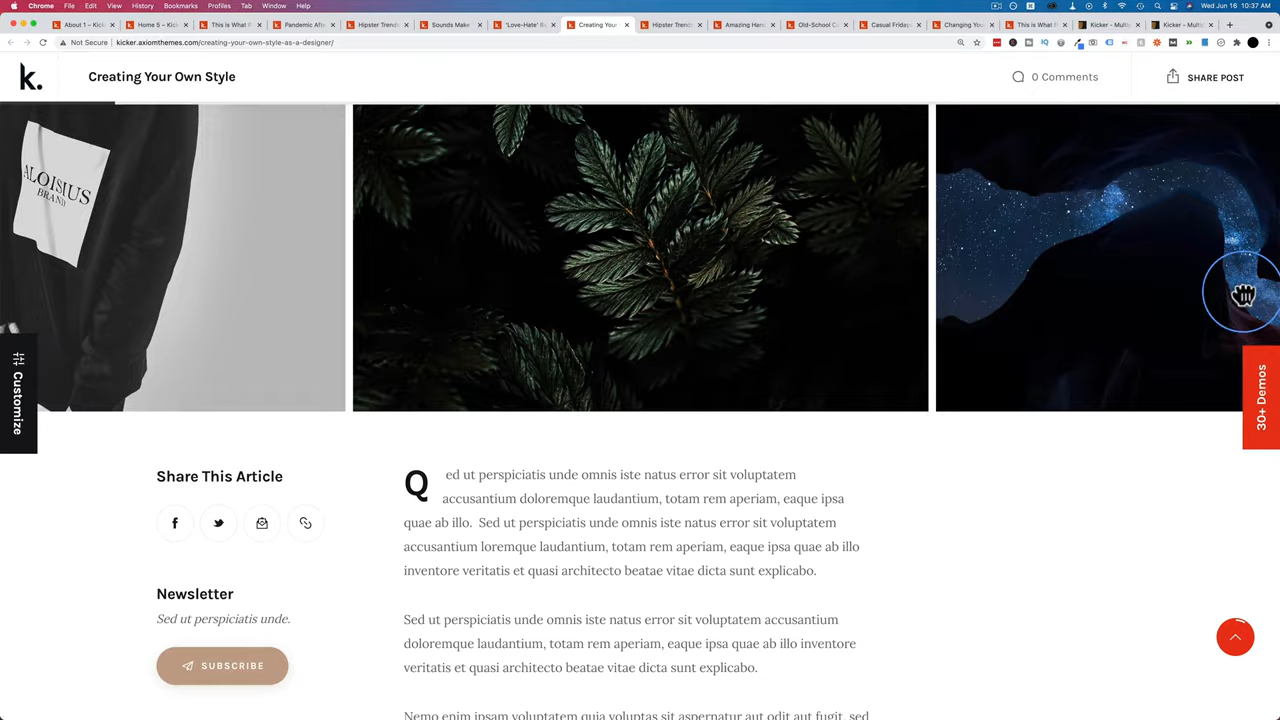 Chrome File Edit View History Bookmarks Profiles Tab Window Help
Wed Jun 16 10:37 AM
About 1 – Kick
Home 5 – Kick
This is What
Pandemic Afte
Hipster Trends
Sounds Make
'Love-Hate' R
Creating Your
Hipster Trends
Amazing Han
Old-School C
Casual Fridays
Changing You
This is What
Kicker - Multi
Kicker - Multi
Not Secure kicker.axiomthemes.com/creating-your-own-style-as-a-designer/
k.
Creating Your Own Style
0 Comments
SHARE POST
ALOISIUS
BRAND
Customize
30+ Demos
Share This Article
Newsletter
Sed ut perspiciatis unde.
SUBSCRIBE
Q ed ut perspiciatis unde omnis iste natus error sit voluptatem
accusantium doloremque laudantium, totam rem aperiam, eaque ipsa
quae ab illo. Sed ut perspiciatis unde omnis iste natus error sit voluptatem
accusantium loremque laudantium, totam rem aperiam, eaque ipsa quae ab illo
inventore veritatis et quasi architecto beatae vitae dicta sunt explicabo.
Sed ut perspiciatis unde omnis iste natus error sit voluptatem accusantium
doloremque laudantium, totam rem aperiam, eaque ipsa quae ab illo inventore
veritatis et quasi architecto beatae vitae dicta sunt explicabo.
Nemo enim ipsam voluptatem quia voluptas sit aspernatur aut odit aut fugit, sed